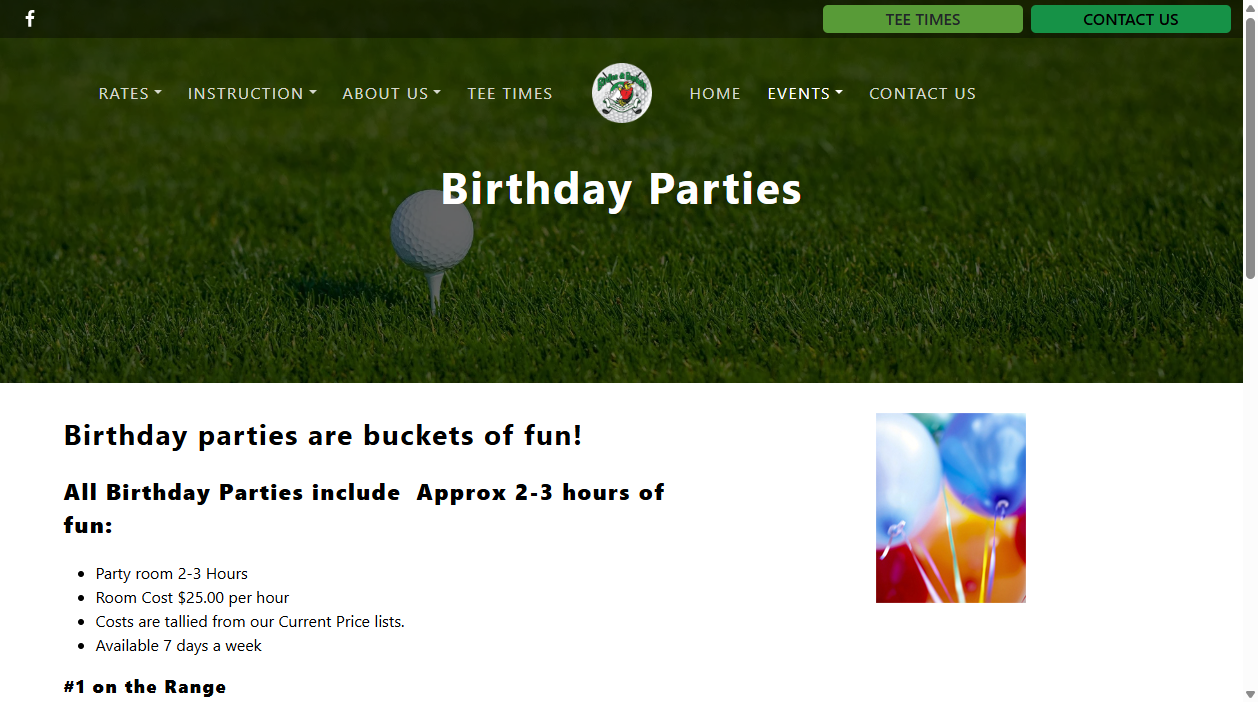 TEE TIMES
CONTACT US
RATES
INSTRUCTION
ABOUT US
TEE TIMES
HOME
EVENTS
CONTACT US
Birthday Parties
Birthday parties are buckets of fun!
All Birthday Parties include  Approx 2-3 hours of
fun:
Party room 2-3 Hours
Room Cost $25.00 per hour
Costs are tallied from our Current Price lists.
Available 7 days a week
#1 on the Range